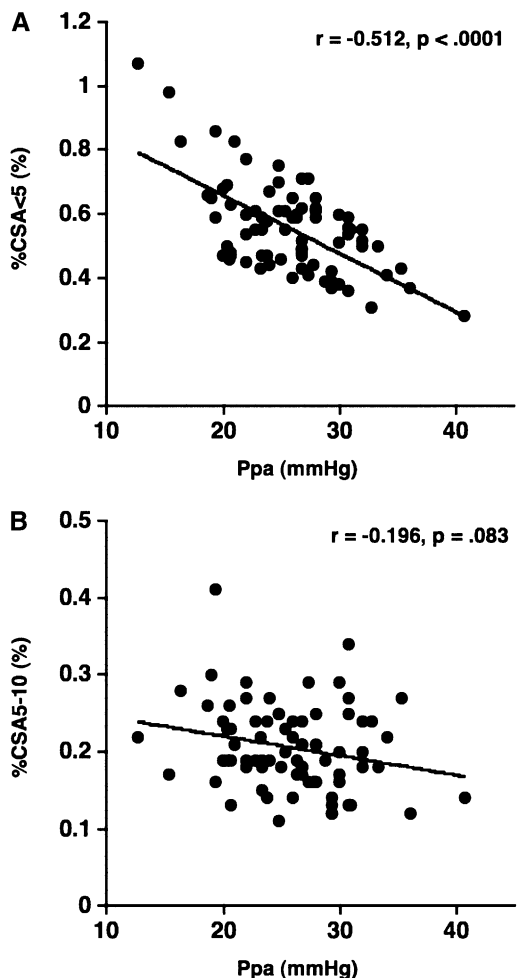 A
r = -0.512, p < .0001
%CSA<5 (%)
1.2
1
0.8
0.6
0.4
0.2
0
10 20 30 40
Ppa (mmHg)
B
r = -0.196, p = .083
%CSA5-10 (%)
0.5
0.4
0.3
0.2
0.1
0
10 20 30 40
Ppa (mmHg)